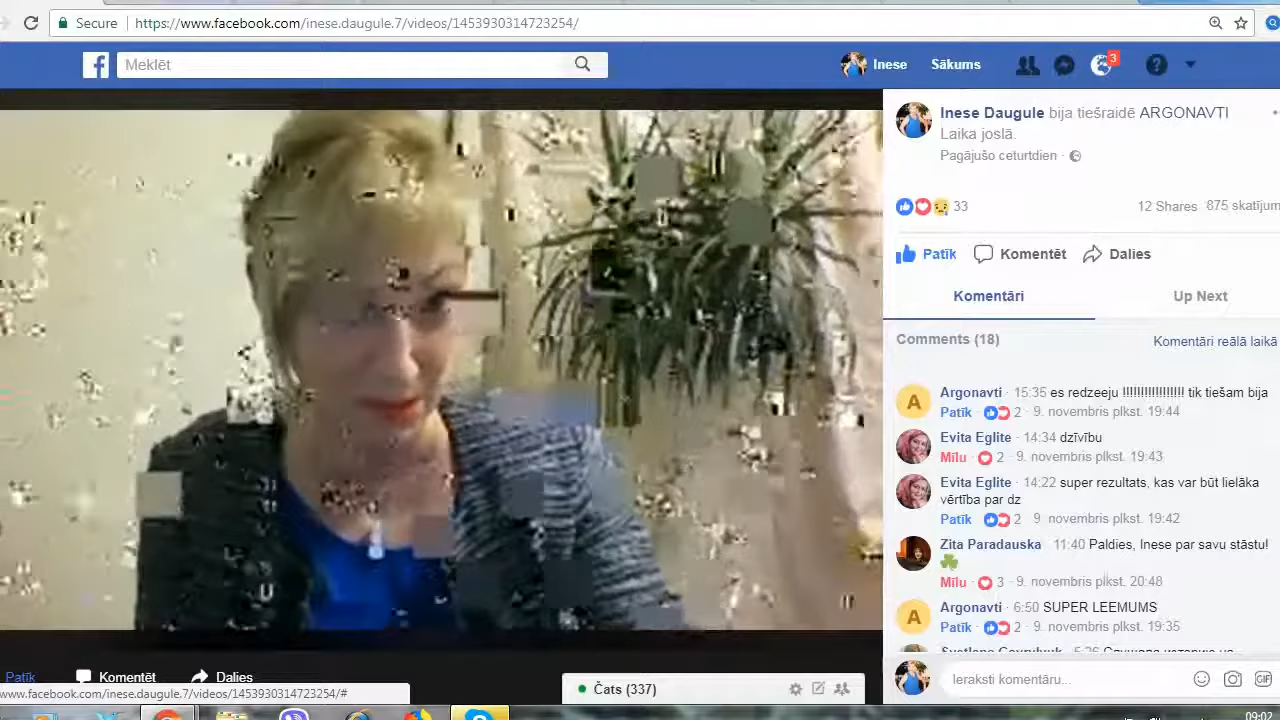 Secure https://www.facebook.com/inese.daugule.7/videos/1453930314723254/
Meklēt
Inese
Sākums
3
Inese Daugule bija tiešraidē ARGONAVTI
Laika joslā.
Pagājušo ceturtdien
33
12 Shares 875 skatījum
Patīk
Komentēt
Dalies
Komentāri
Up Next
Comments (18)
Komentāri reālā laikā
A
Argonavti · 15:35 es redzeeju !!!!!!!!!!!!!!!!! tik tiešam bija
Patīk · 2 · 9. novembris plkst. 19:44
Evita Eglite · 14:34 dzīvību
Mīlu · 2 · 9. novembris plkst. 19:43
Evita Eglite · 14:22 super rezultats, kas var būt lielāka
vērtība par dz
Patīk · 2 · 9 novembris plkst. 19:42
Zita Paradauska · 11:40 Paldies, Inese par savu stāstu!
Mīlu · 3 · 9. novembris plkst. 20:48
A
Argonavti · 6:50 SUPER LEEMUMS
Patīk · 2 · 9. novembris plkst. 19:35
Ieraksti komentāru...
GIF
Patīk
Komentēt
Dalies
www.facebook.com/inese.daugule.7/videos/1453930314723254/#
Čats (337)
09:02